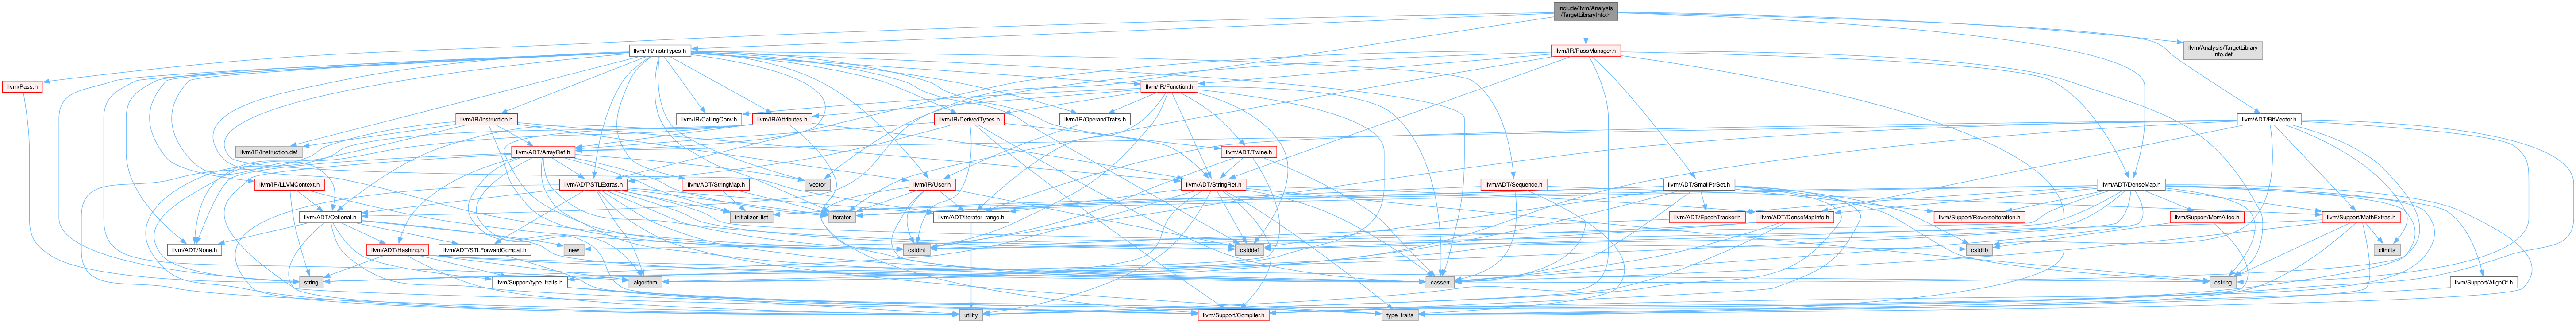 include/llvm/Analysis
/TargetLibraryInfo.h
llvm/IR/InstrTypes.h
llvm/IR/PassManager.h
llvm/Analysis/TargetLibrary
Info.def
llvm/Pass.h
llvm/IR/Function.h
llvm/IR/Instruction.h
llvm/IR/CallingConv.h
llvm/IR/Attributes.h
llvm/IR/DerivedTypes.h
llvm/IR/OperandTraits.h
llvm/ADT/BitVector.h
llvm/IR/Instruction.def
llvm/ADT/ArrayRef.h
llvm/ADT/Twine.h
llvm/IR/LLVMContext.h
llvm/ADT/STLExtras.h
llvm/ADT/StringMap.h
vector
llvm/IR/User.h
llvm/ADT/StringRef.h
llvm/ADT/Sequence.h
llvm/ADT/SmallPtrSet.h
llvm/ADT/DenseMap.h
llvm/ADT/Optional.h
initializer_list
iterator
llvm/ADT/iterator_range.h
llvm/ADT/EpochTracker.h
llvm/ADT/DenseMapInfo.h
llvm/Support/ReverseIteration.h
llvm/Support/MemAlloc.h
llvm/Support/MathExtras.h
llvm/ADT/None.h
llvm/ADT/Hashing.h
llvm/ADT/STLForwardCompat.h
new
cstdint
cstddef
cstdlib
climits
string
llvm/Support/type_traits.h
algorithm
cassert
cstring
llvm/Support/AlignOf.h
utility
llvm/Support/Compiler.h
type_traits